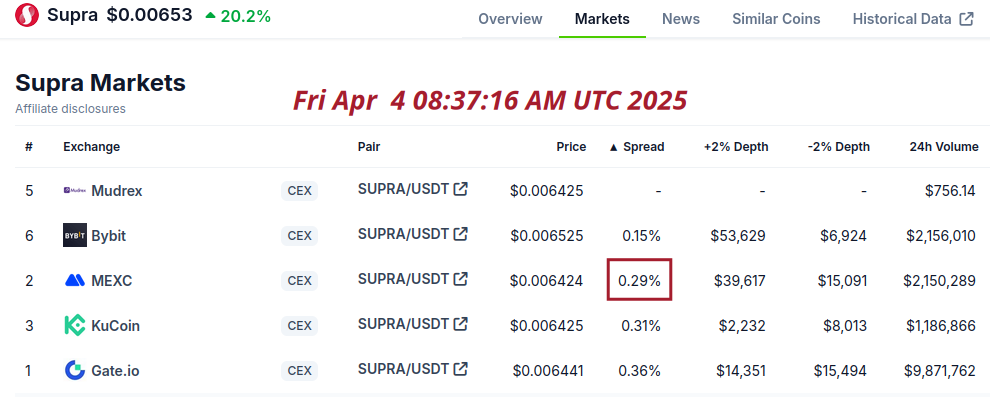 Supra $0.00653 ▲ 20.2%
Overview Markets News Similar Coins Historical Data
Supra Markets
Affiliate disclosures
Fri Apr 4 08:37:16 AM UTC 2025
# Exchange Pair Price ▲ Spread +2% Depth -2% Depth 24h Volume
5 Mudrex Mudrex CEX SUPRA/USDT $0.006425 - - - $756.14
6 BYBIT Bybit CEX SUPRA/USDT $0.006525 0.15% $53,629 $6,924 $2,156,010
2 MEXC CEX SUPRA/USDT $0.006424 0.29% $39,617 $15,091 $2,150,289
3 KuCoin CEX SUPRA/USDT $0.006425 0.31% $2,232 $8,013 $1,186,866
1 Gate.io CEX SUPRA/USDT $0.006441 0.36% $14,351 $15,494 $9,871,762